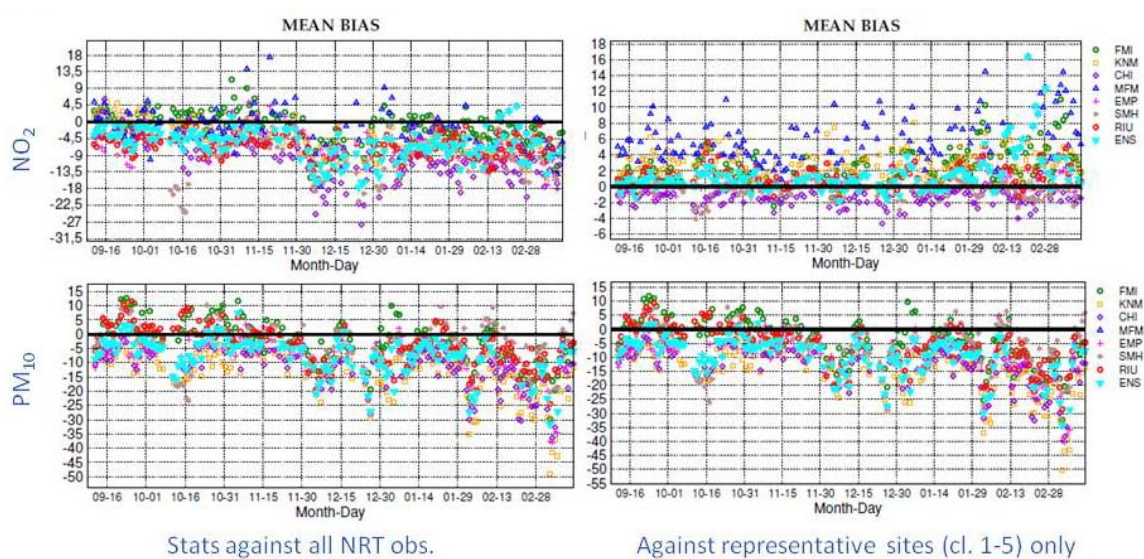 MEAN BIAS
MEAN BIAS
NO2
18
13,5
9
4,5
0
-4,5
-9
-13,5
-18
-22,5
-27
-31,5
09-16 10-01 10-16 10-31 11-15 11-30 12-15 12-30 01-14 01-29 02-13 02-28
Month-Day
18
16
14
12
10
8
6
4
2
0
-2
-4
-6
09-16 10-01 10-16 10-31 11-15 11-30 12-15 12-30 01-14 01-29 02-13 02-28
Month-Day
FMI
KNM
CHI
MFM
EMP
SMH
RIU
ENS
PM10
15
10
5
0
-5
-10
-15
-20
-25
-30
-35
-40
-45
-50
09-16 10-01 10-16 10-31 11-15 11-30 12-15 12-30 01-14 01-29 02-13 02-28
Month-Day
15
10
5
0
-5
-10
-15
-20
-25
-30
-35
-40
-45
-50
-55
09-16 10-01 10-16 10-31 11-15 11-30 12-15 12-30 01-14 01-29 02-13 02-28
Month-Day
FMI
KNM
CHI
MFM
EMP
SMH
RIU
ENS
Stats against all NRT obs.
Against representative sites (cl. 1-5) only